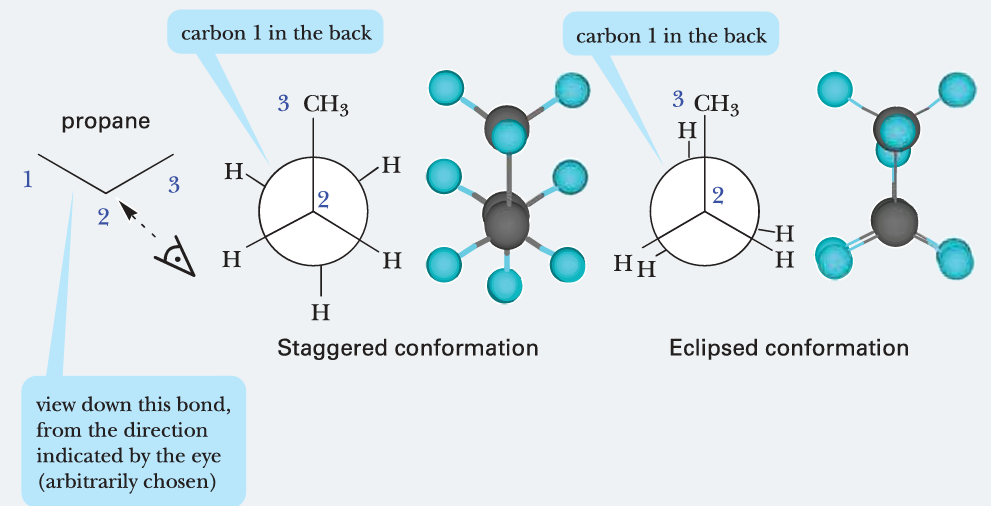 carbon 1 in the back
carbon 1 in the back
propane
1
2
3
3 CH₃
H
H
2
H
H
H
3 CH₃
H
2
H
H
H
H
Staggered conformation
Eclipsed conformation
view down this bond,
from the direction
indicated by the eye
(arbitrarily chosen)